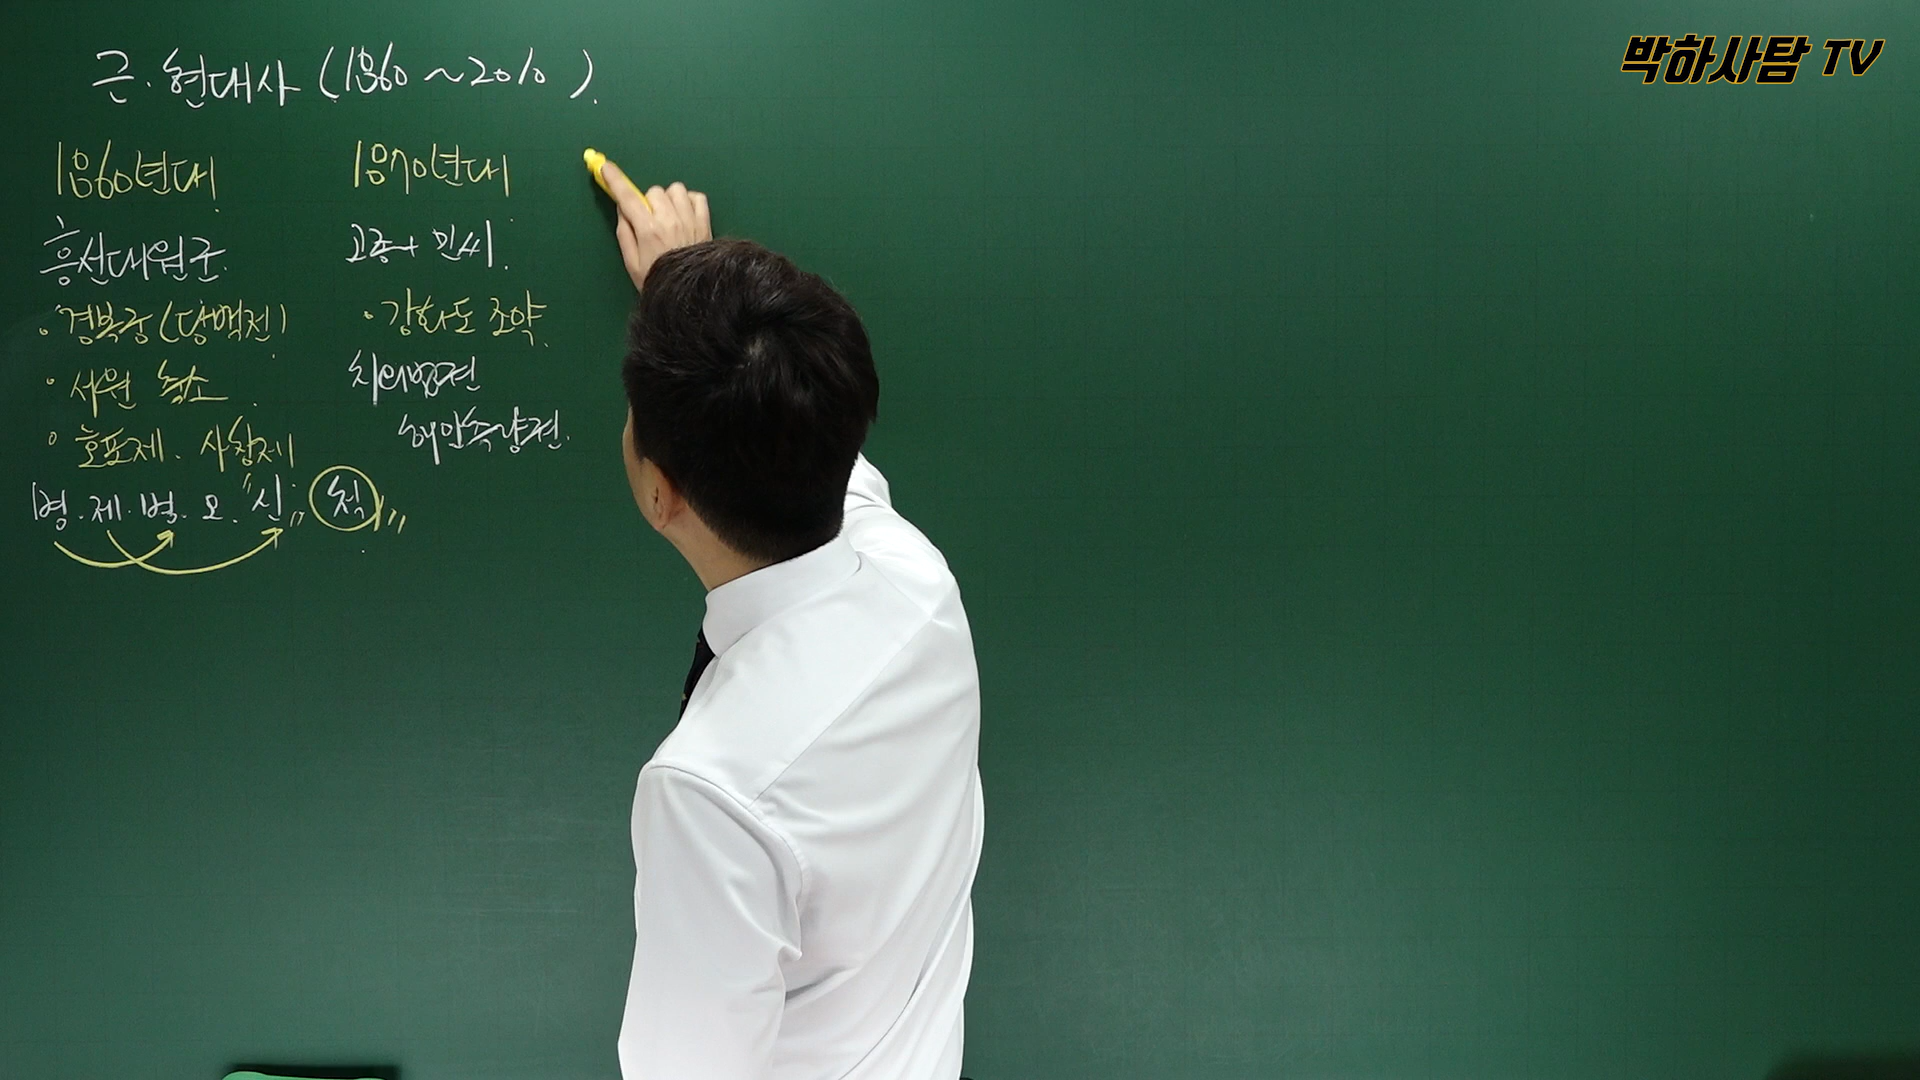 근·현대사 (1860~2010).
1860년대.
흥선대원군.
·경복궁(당백전).
·서원 철소.
·호포제. 사창제.
병.제.병.오."신 척"
1870년대.
고종+민씨.
·강화도 조약.
치외법권
해안측량권.
박하사탐 TV